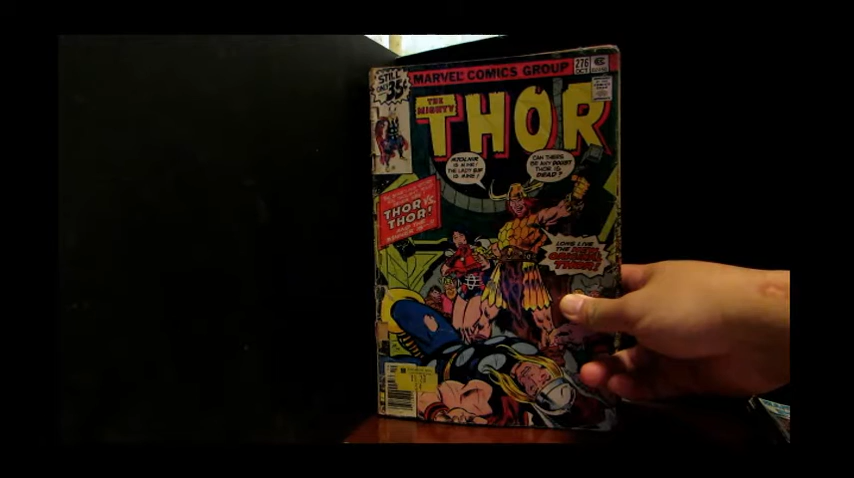 STILL
ONLY 35¢
MARVEL COMICS GROUP
276
OCT
THE
MIGHTY
THOR
MJOLNIR
IS MINE!
THE LADY SIF
IS MINE!
CAN THERE
BE ANY DOUBT
THOR IS
DEAD?
THOR VS.
THOR!
LONG LIVE
THE NEW
THOR!